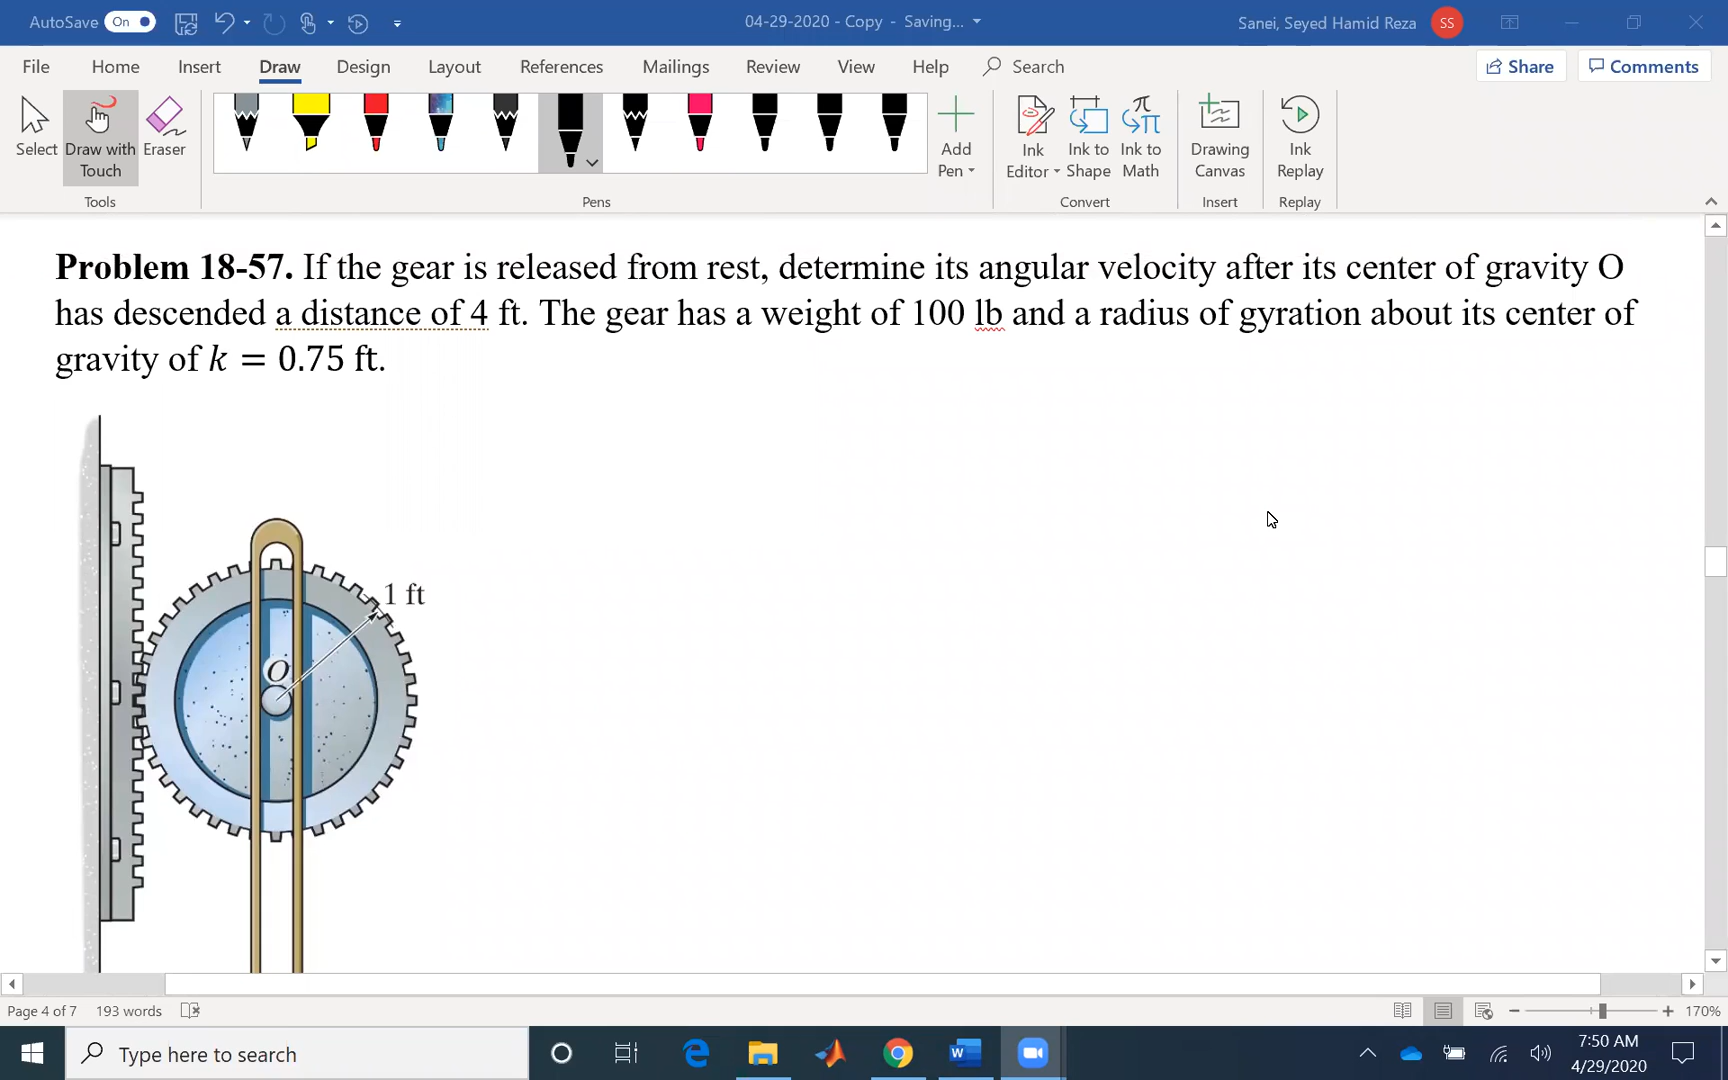 AutoSave On 04-29-2020 - Copy - Saving... Sanei, Seyed Hamid Reza SS
File Home Insert Draw Design Layout References Mailings Review View Help Search Share Comments
Select Draw with Touch Eraser Add Pen Ink Editor Ink to Shape Ink to Math Drawing Canvas Ink Replay
Tools Pens Convert Insert Replay
Problem 18-57. If the gear is released from rest, determine its angular velocity after its center of gravity O
has descended a distance of 4 ft. The gear has a weight of 100 lb and a radius of gyration about its center of
gravity of k = 0.75 ft.
1 ft
O
Page 4 of 7 193 words 170%
Type here to search 7:50 AM
4/29/2020